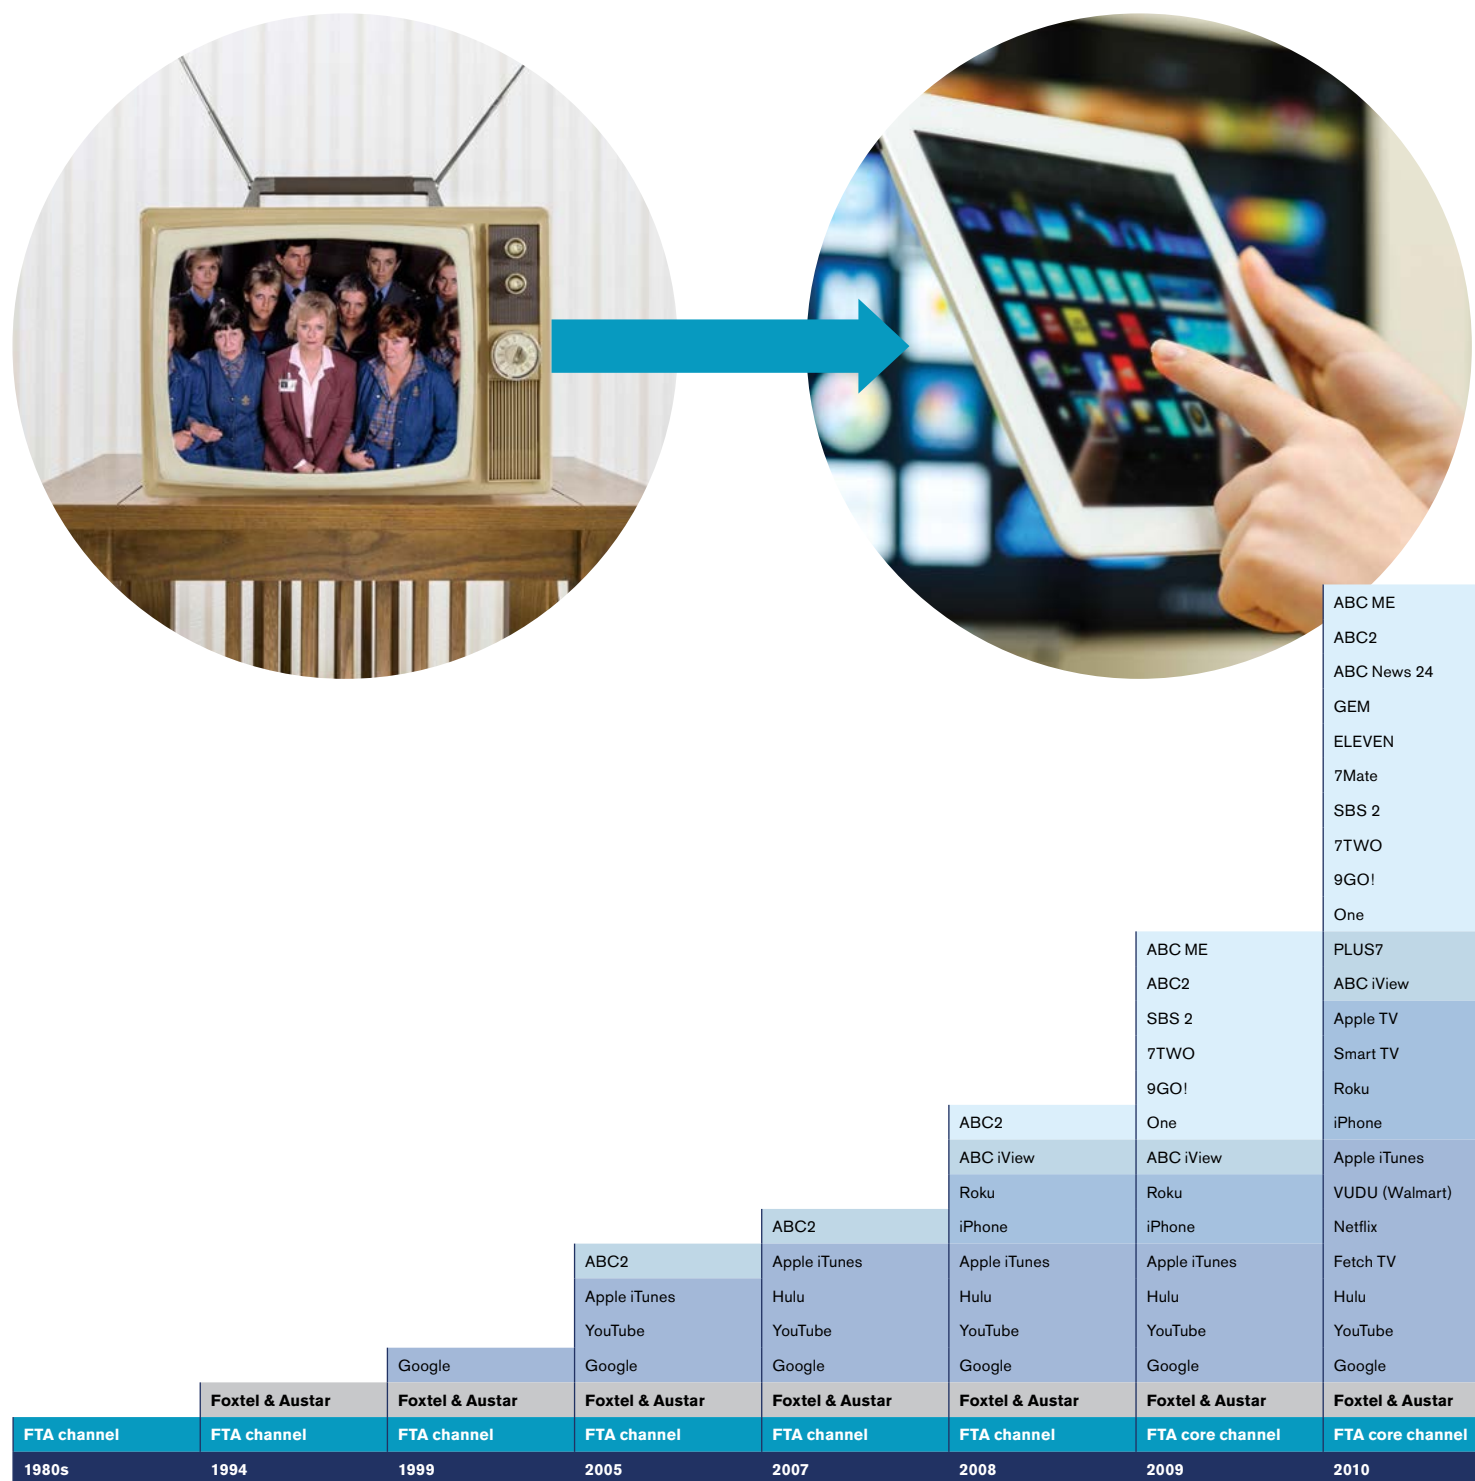 1980s
FTA channel
1994
FTA channel
Foxtel & Austar
1999
FTA channel
Foxtel & Austar
Google
2005
FTA channel
Foxtel & Austar
Google
YouTube
Apple iTunes
ABC2
2007
FTA channel
Foxtel & Austar
Google
YouTube
Hulu
Apple iTunes
ABC2
2008
FTA channel
Foxtel & Austar
Google
YouTube
Hulu
Apple iTunes
iPhone
Roku
ABC iView
ABC2
2009
FTA core channel
Foxtel & Austar
Google
YouTube
Hulu
Apple iTunes
iPhone
Roku
ABC iView
One
9GO!
7TWO
SBS 2
ABC2
ABC ME
2010
FTA core channel
Foxtel & Austar
Google
YouTube
Hulu
Fetch TV
Netflix
VUDU (Walmart)
Apple iTunes
iPhone
Roku
Smart TV
Apple TV
ABC iView
PLUS7
One
9GO!
7TWO
SBS 2
7Mate
ELEVEN
GEM
ABC News 24
ABC2
ABC ME